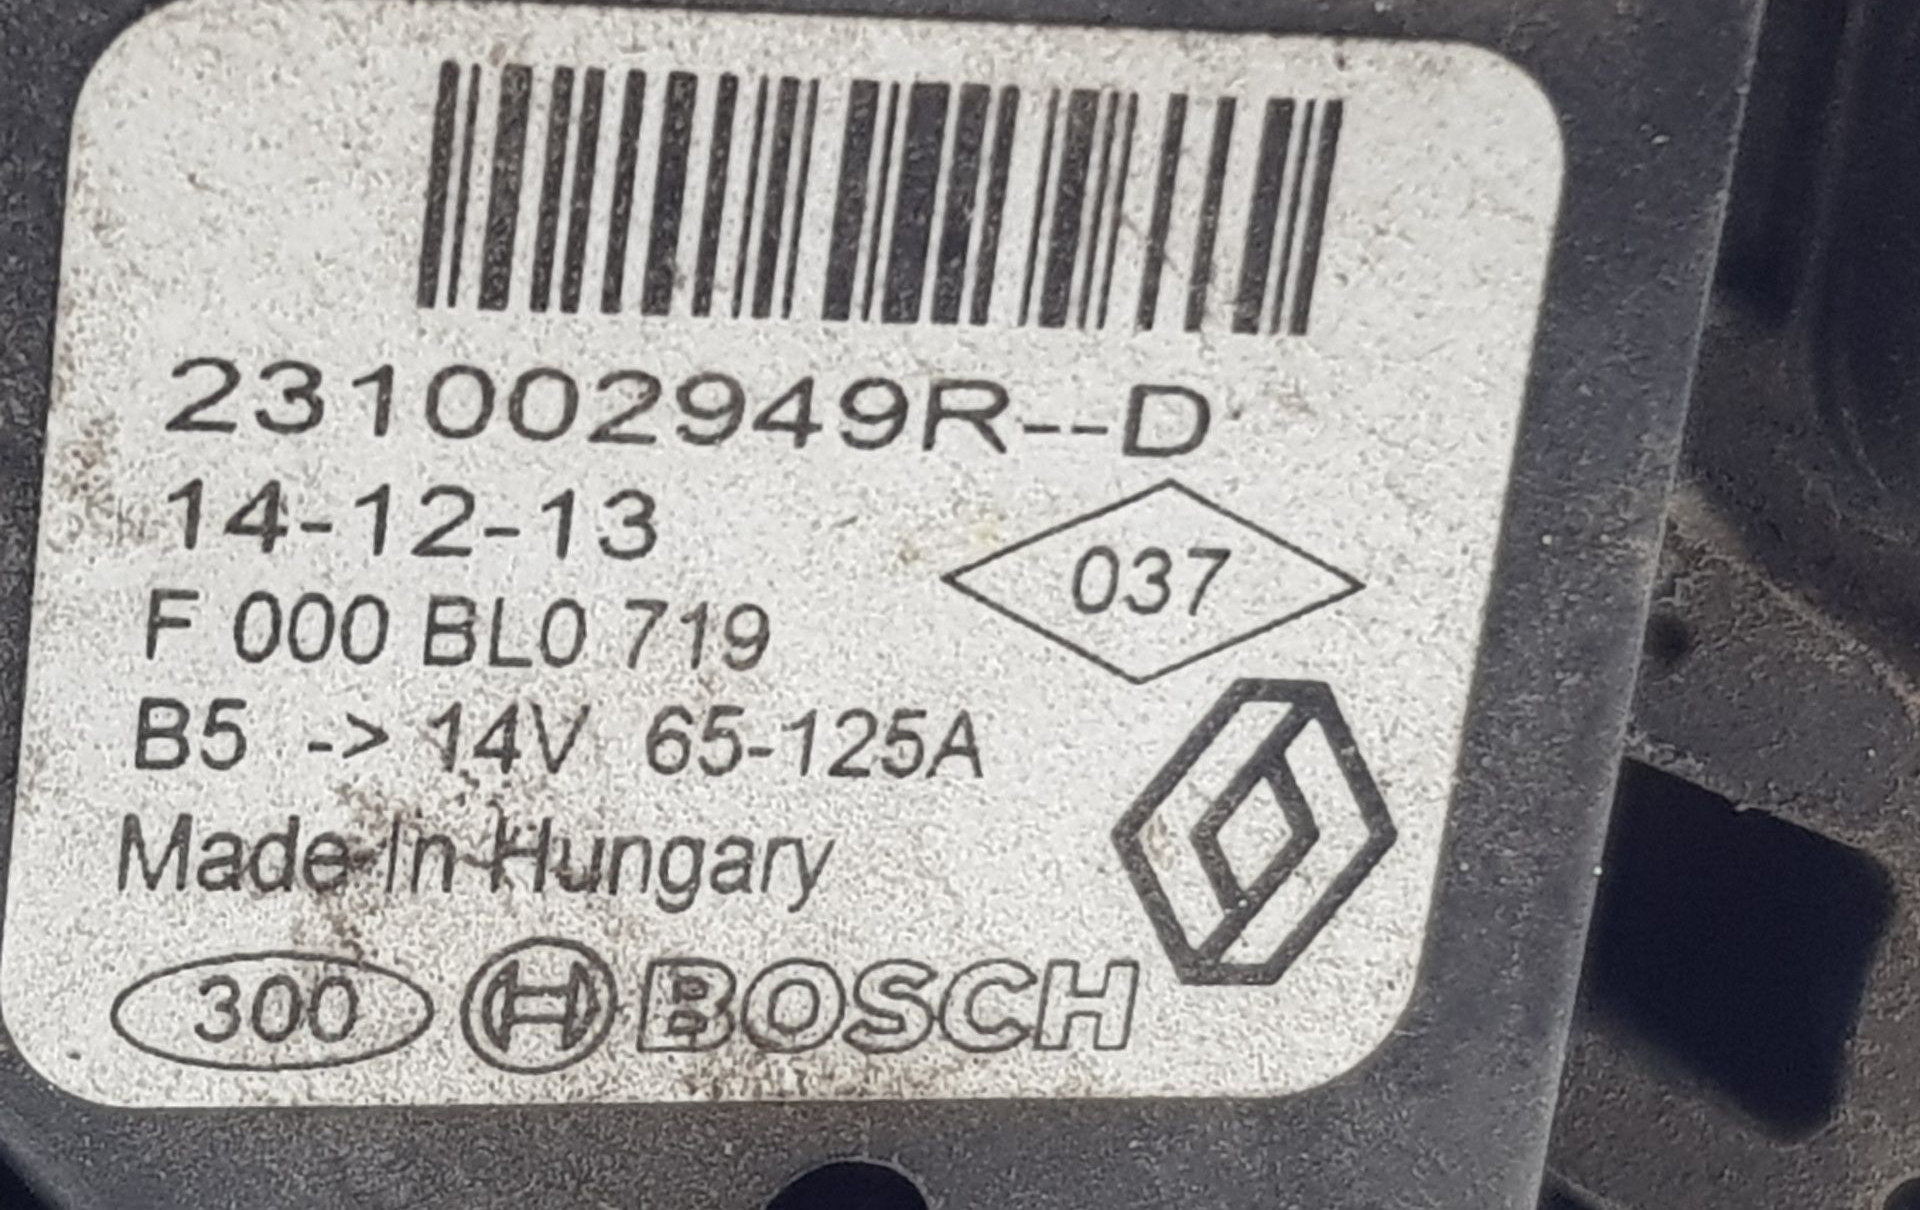 231002949R--D
14-12-13
037
F 000 BL0 719
B5 -> 14V 65-125A
Made In Hungary
300 BOSCH